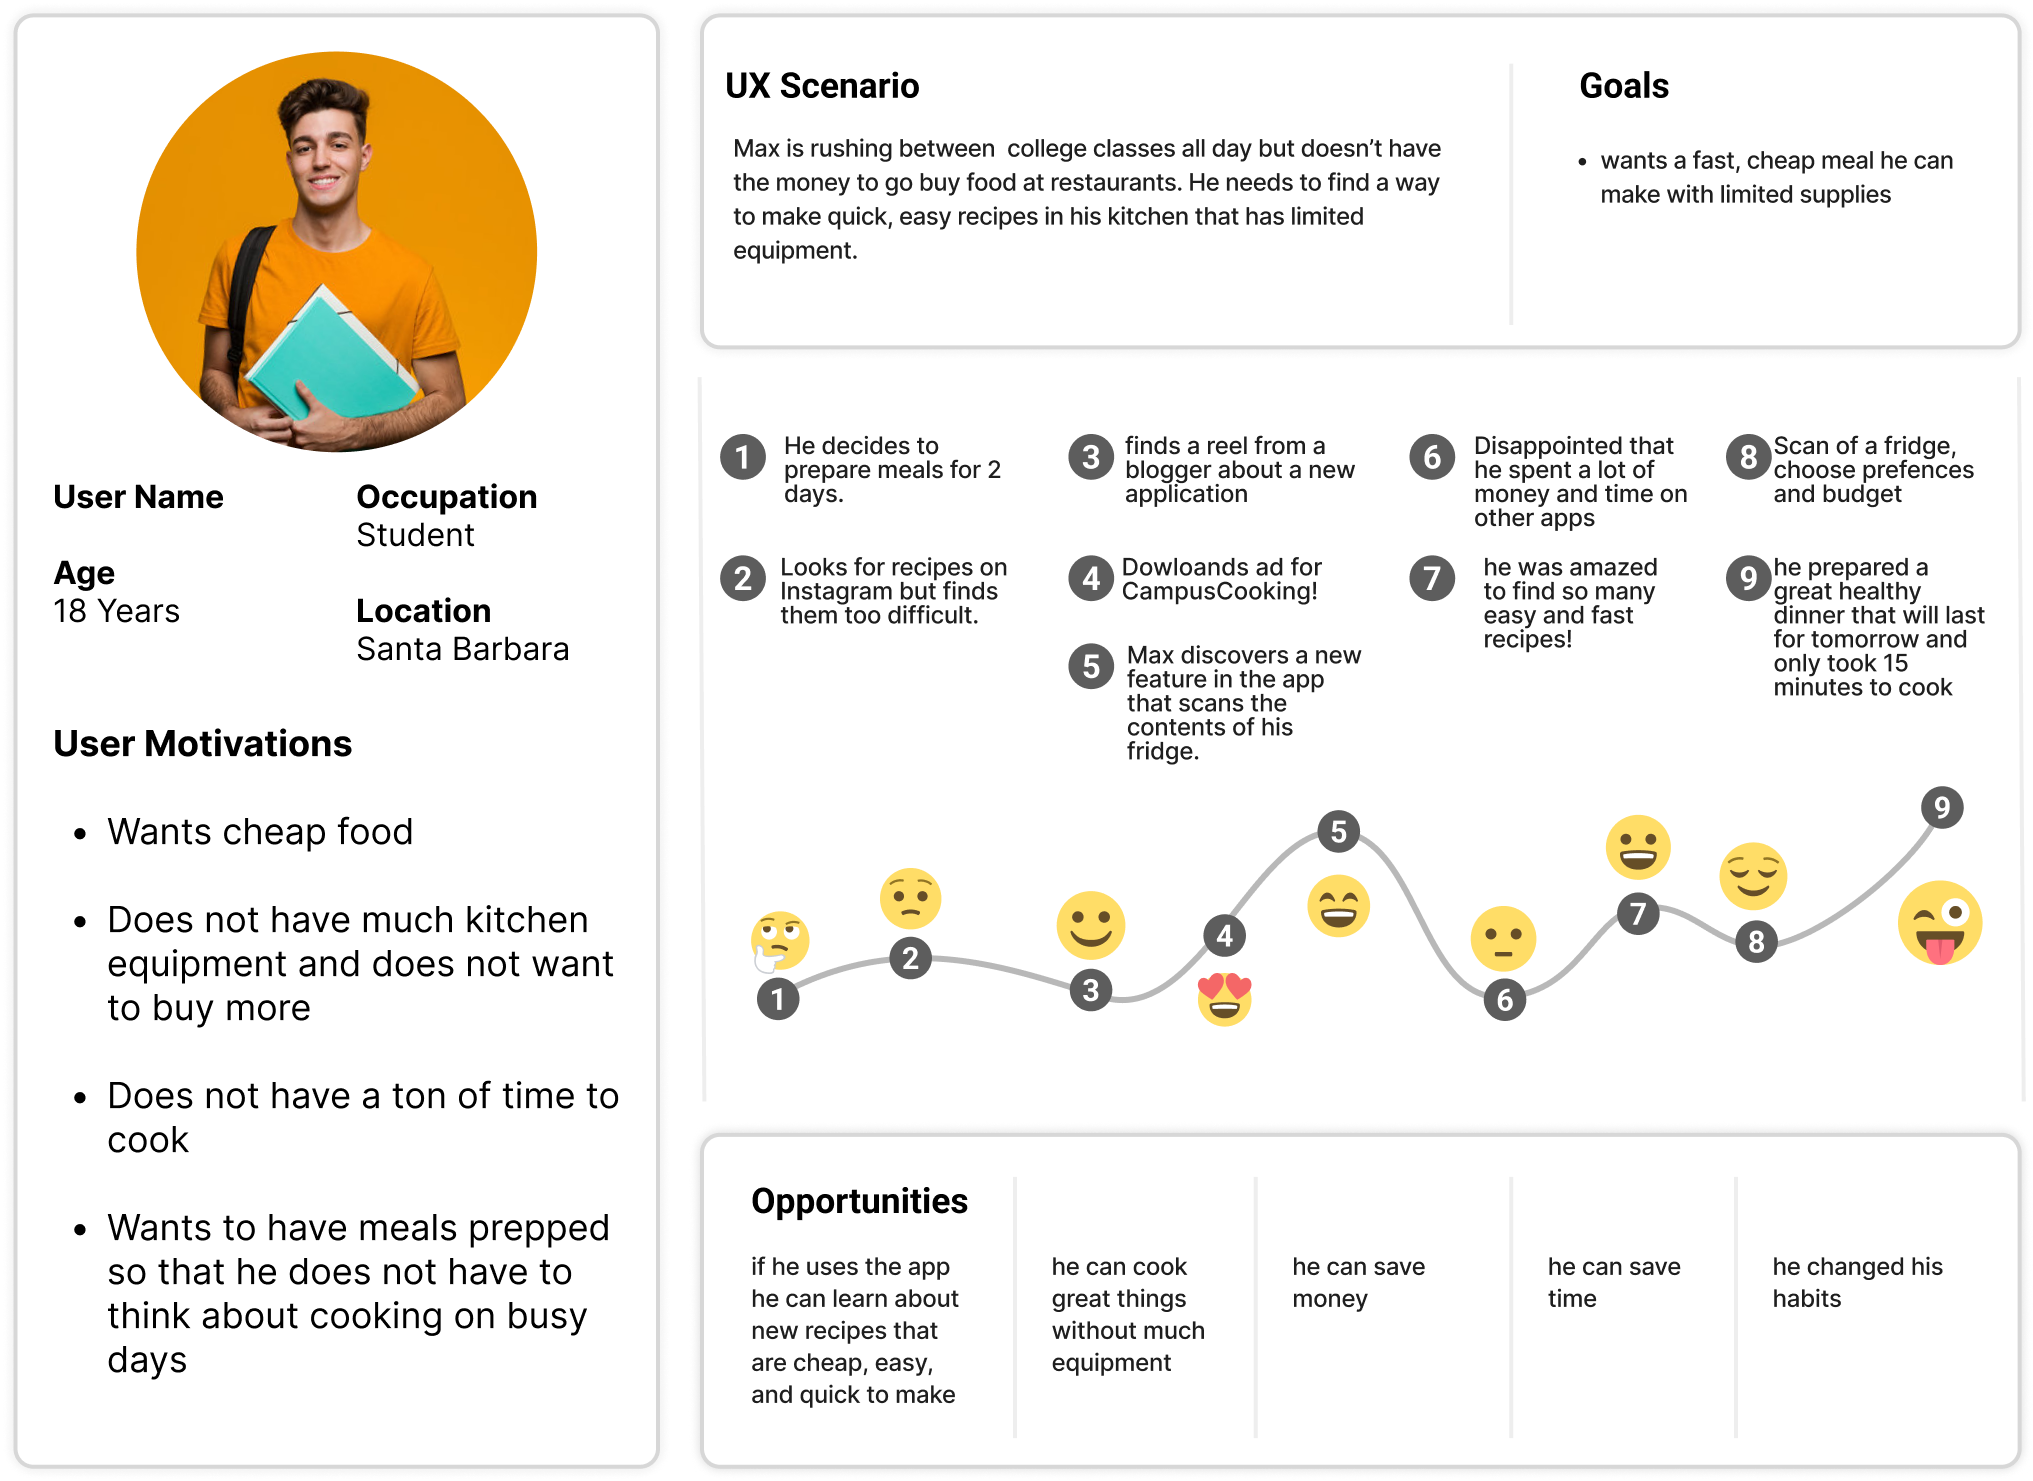 User Name
Occupation
Student
Age
18 Years
Location
Santa Barbara
User Motivations
• Wants cheap food
• Does not have much kitchen
equipment and does not want
to buy more
• Does not have a ton of time to
cook
• Wants to have meals prepped
so that he does not have to
think about cooking on busy
days
UX Scenario
Max is rushing between  college classes all day but doesn’t have
the money to go buy food at restaurants. He needs to find a way
to make quick, easy recipes in his kitchen that has limited
equipment.
Goals
• wants a fast, cheap meal he can
make with limited supplies
1
He decides to
prepare meals for 2
days.
2
Looks for recipes on
Instagram but finds
them too difficult.
3
finds a reel from a
blogger about a new
application
4
Dowloands ad for
CampusCooking!
5
Max discovers a new
feature in the app
that scans the
contents of his
fridge.
6
Disappointed that
he spent a lot of
money and time on
other apps
7
he was amazed
to find so many
easy and fast
recipes!
8
Scan of a fridge,
choose prefences
and budget
9
he prepared a
great healthy
dinner that will last
for tomorrow and
only took 15
minutes to cook
1
2
3
4
5
6
7
8
9
Opportunities
if he uses the app
he can learn about
new recipes that
are cheap, easy,
and quick to make
he can cook
great things
without much
equipment
he can save
money
he can save
time
he changed his
habits